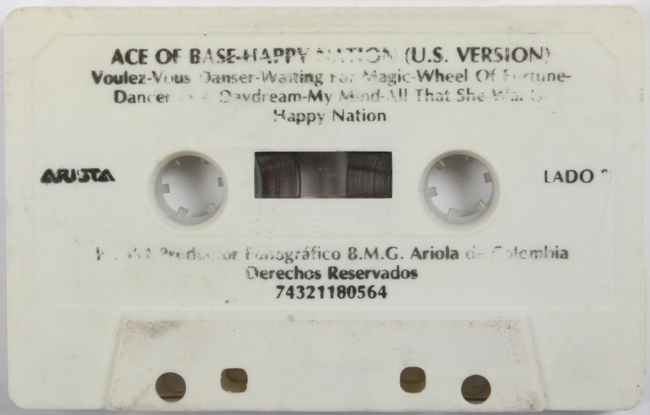 ACE OF BASE-HAPPY NATION (U.S. VERSION)
Voulez-Vous Danser-Waiting For Magic-Wheel Of Fortune-
Dancer Daydream-My Mind-All That She Wants-
Happy Nation
ARISTA
LADO
Productor Fonográfico B.M.G. Ariola de Colombia
Derechos Reservados
74321180564